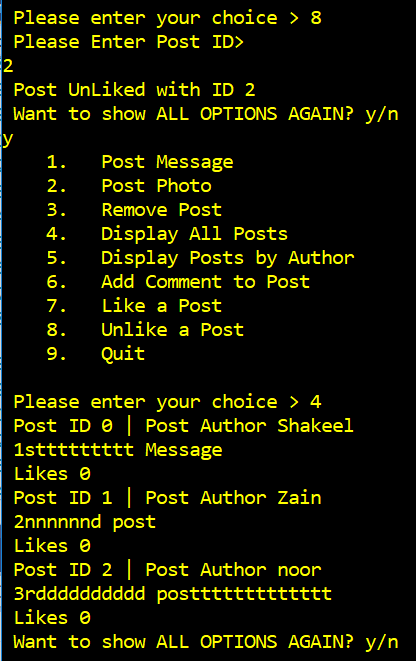 Please enter your choice > 8
Please Enter Post ID>
2
Post UnLiked with ID 2
Want to show ALL OPTIONS AGAIN? y/n
y
1. Post Message
2. Post Photo
3. Remove Post
4. Display All Posts
5. Display Posts by Author
6. Add Comment to Post
7. Like a Post
8. Unlike a Post
9. Quit
Please enter your choice > 4
Post ID 0 | Post Author Shakeel
1sttttttttt Message
Likes 0
Post ID 1 | Post Author Zain
2nnnnnnd post
Likes 0
Post ID 2 | Post Author noor
3rdddddddddd posttttttttttttt
Likes 0
Want to show ALL OPTIONS AGAIN? y/n